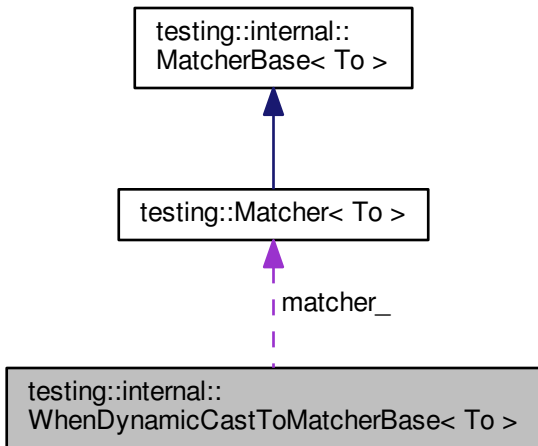 testing::internal::
MatcherBase< To >
testing::Matcher< To >
matcher_
testing::internal::
WhenDynamicCastToMatcherBase< To >